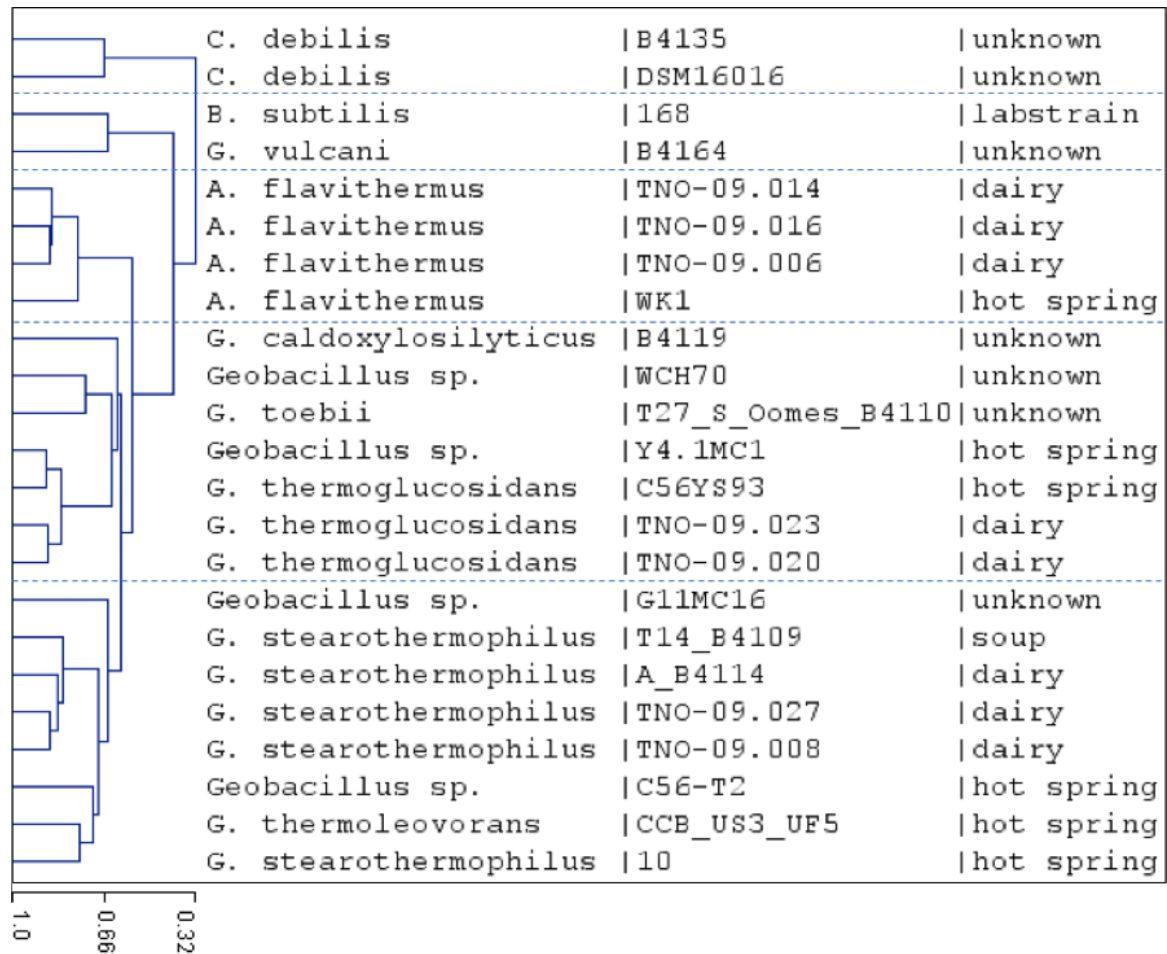 C. debilis |B4135 |unknown
C. debilis |DSM16016 |unknown
B. subtilis |168 |labstrain
G. vulcani |B4164 |unknown
A. flavithermus |TNO-09.014 |dairy
A. flavithermus |TNO-09.016 |dairy
A. flavithermus |TNO-09.006 |dairy
A. flavithermus |WK1 |hot spring
G. caldoxylosilyticus |B4119 |unknown
Geobacillus sp. |WCH70 |unknown
G. toebii |T27_S_Oomes_B4110|unknown
Geobacillus sp. |Y4.1MC1 |hot spring
G. thermoglucosidans |C56YS93 |hot spring
G. thermoglucosidans |TNO-09.023 |dairy
G. thermoglucosidans |TNO-09.020 |dairy
Geobacillus sp. |G11MC16 |unknown
G. stearothermophilus |T14_B4109 |soup
G. stearothermophilus |A_B4114 |dairy
G. stearothermophilus |TNO-09.027 |dairy
G. stearothermophilus |TNO-09.008 |dairy
Geobacillus sp. |C56-T2 |hot spring
G. thermoleovorans |CCB_US3_UF5 |hot spring
G. stearothermophilus |10 |hot spring
1.0 0.66 0.32